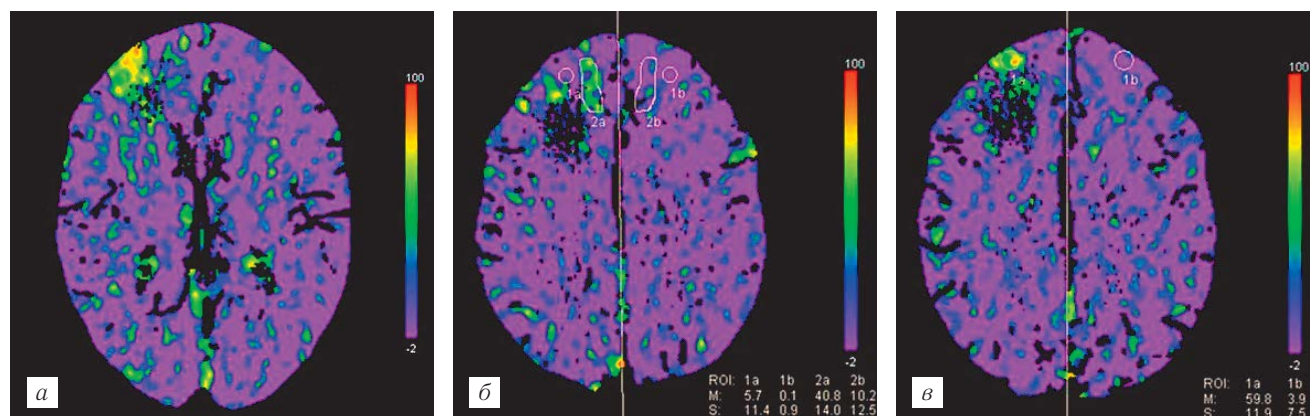 100
-2
а
1a
1b
2a
2b
100
-2
ROI: 1a 1b 2a 2b
M: 5.7 0.1 40.8 10.2
S: 11.4 0.9 14.0 12.5
б
1a
1b
100
-2
ROI: 1a 1b
M: 59.8 3.9
S: 11.9 7.5
в